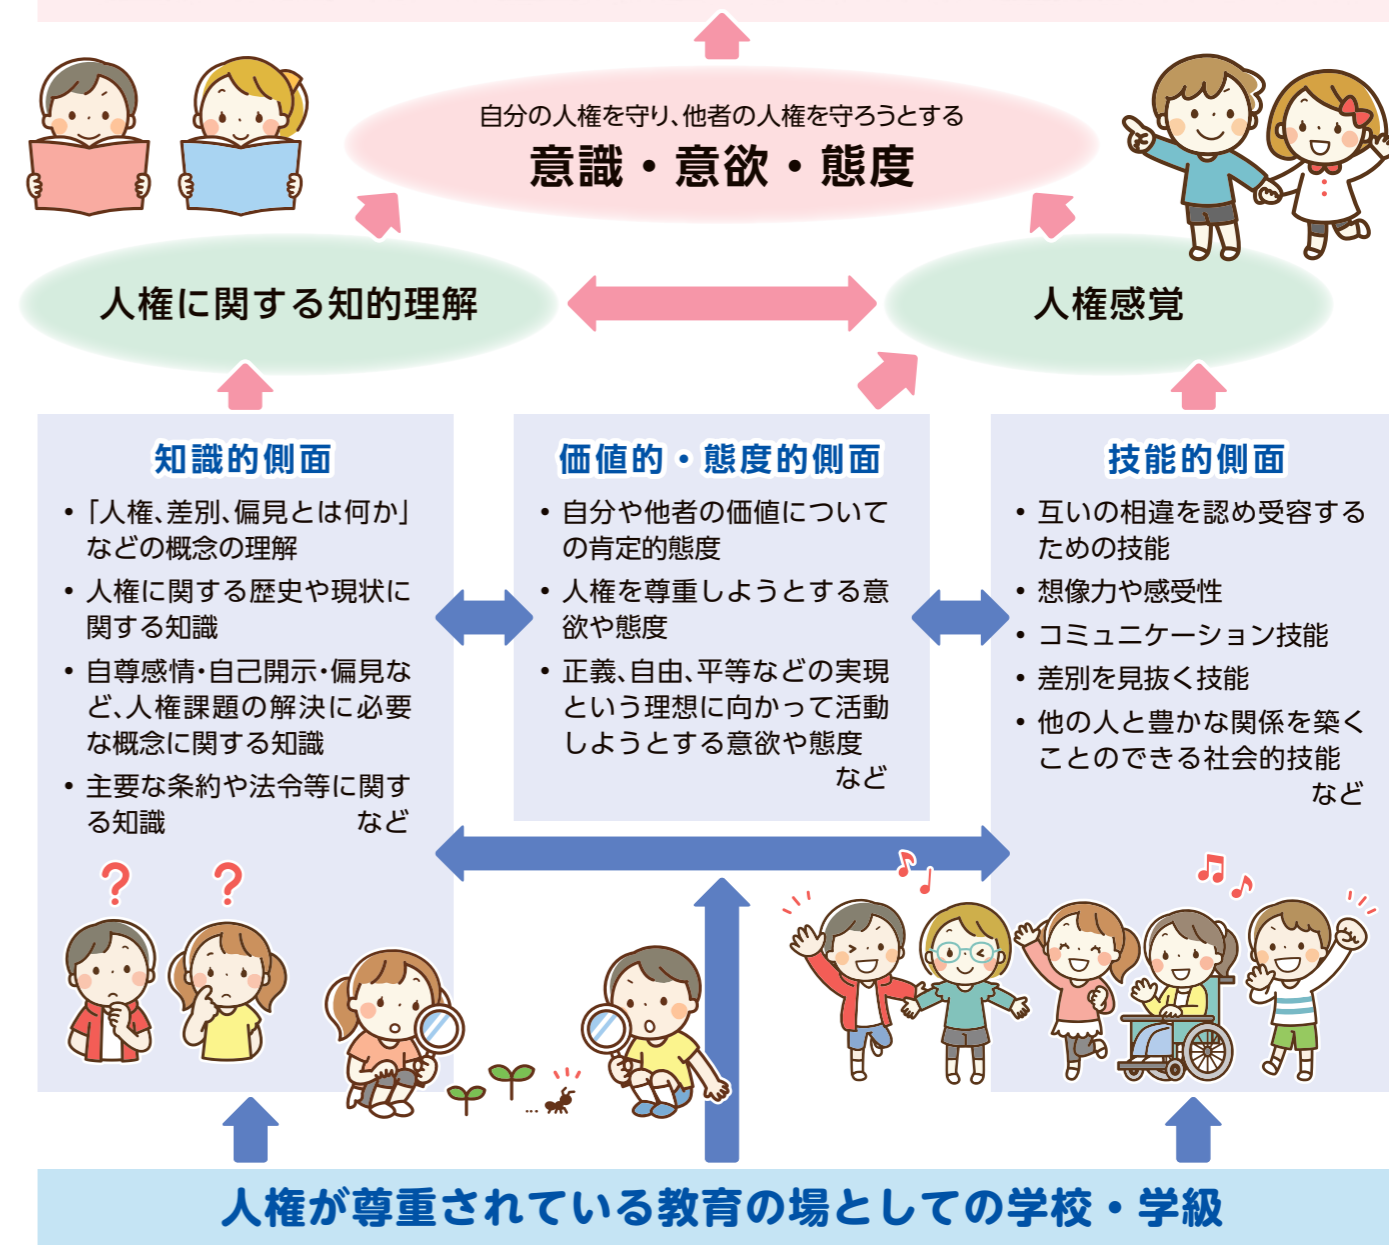 自分の人権を守り、他者の人権を守ろうとする
意識・意欲・態度
人権に関する知的理解
人権感覚
知識的側面
• 「人権、差別、偏見とは何か」
などの概念の理解
• 人権に関する歴史や現状に
関する知識
• 自尊感情・自己開示・偏見な
ど、人権課題の解決に必要
な概念に関する知識
• 主要な条約や法令等に関す
る知識 など
価値的・態度的側面
• 自分や他者の価値について
の肯定的態度
• 人権を尊重しようとする意
欲や態度
• 正義、自由、平等などの実現
という理想に向かって活動
しようとする意欲や態度
など
技能的側面
• 互いの相違を認め受容する
ための技能
• 想像力や感受性
• コミュニケーション技能
• 差別を見抜く技能
• 他の人と豊かな関係を築く
ことのできる社会的技能
など
? ?
人権が尊重されている教育の場としての学校・学級